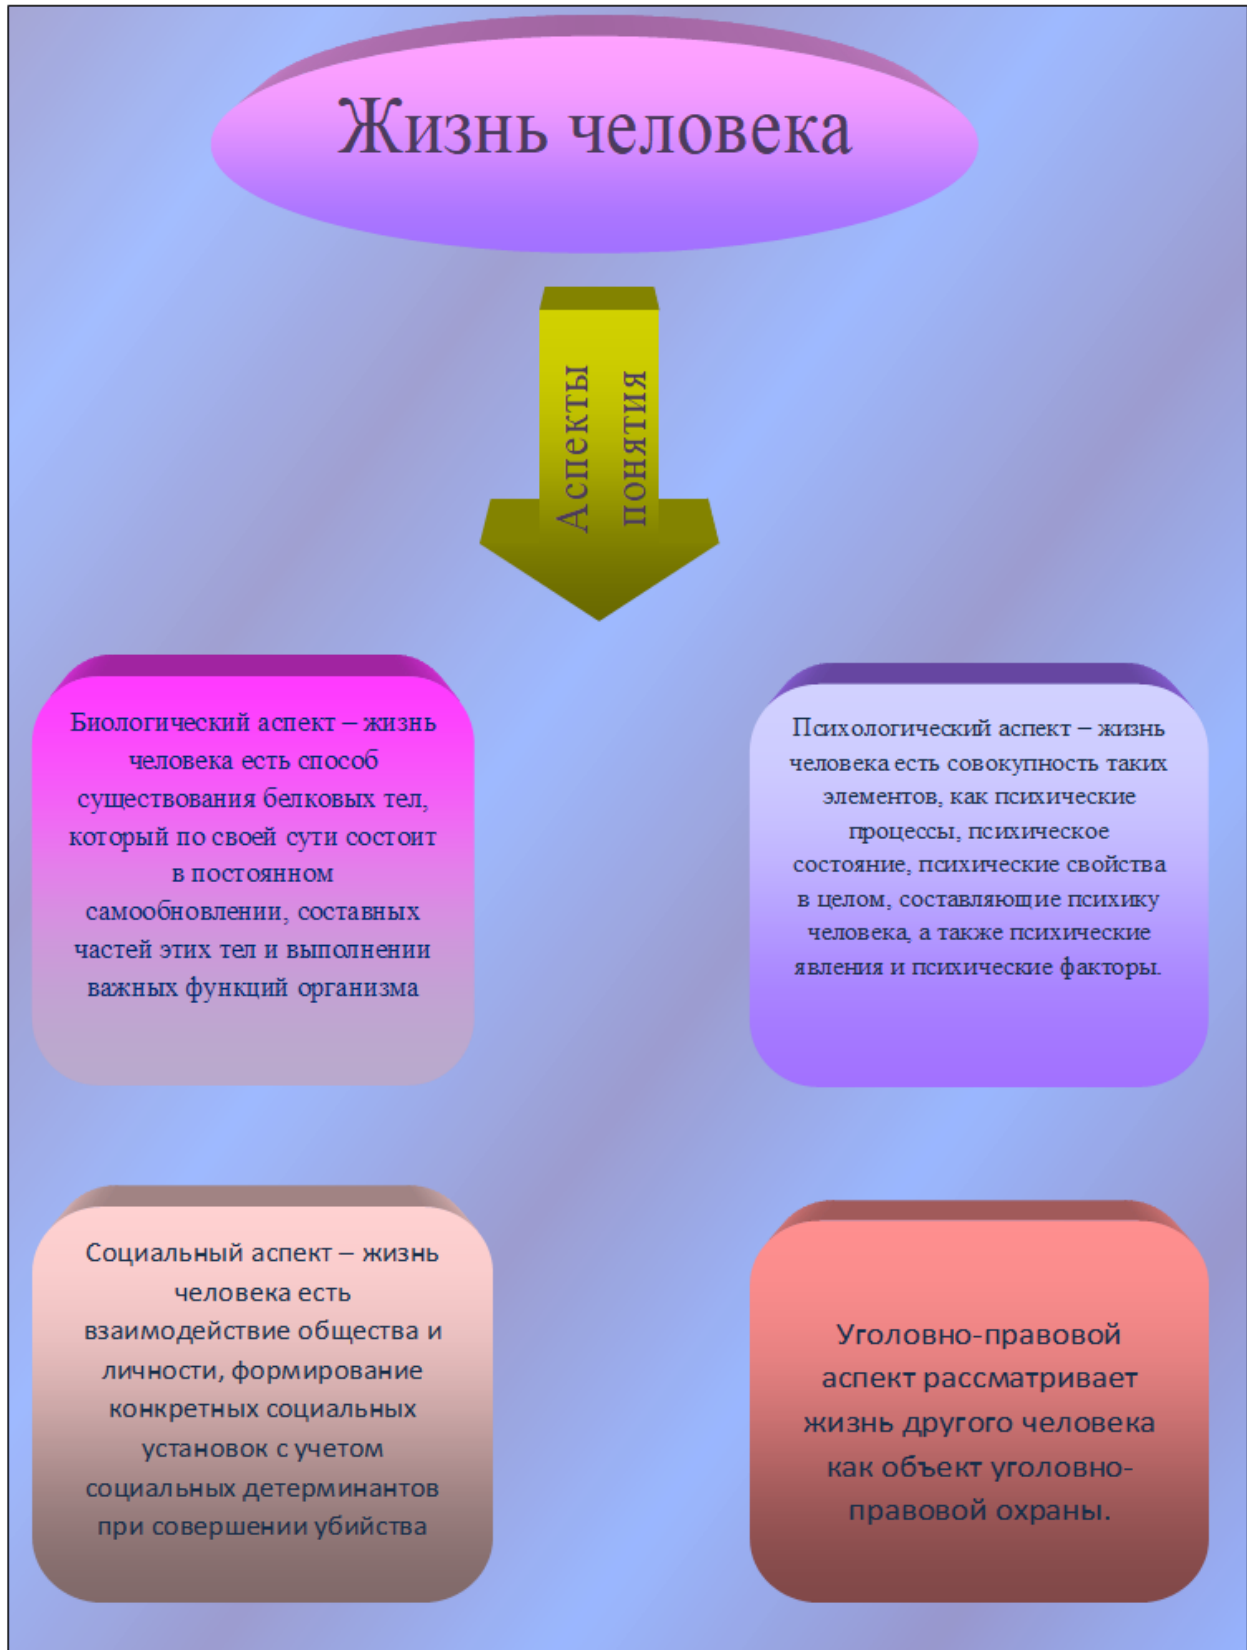 Жизнь человека
Аспекты
понятия
Биологический аспект – жизнь
человека есть способ
существования белковых тел,
который по своей сути состоит
в постоянном
самообновлении, составных
частей этих тел и выполнении
важных функций организма
Психологический аспект – жизнь
человека есть совокупность таких
элементов, как психические
процессы, психическое
состояние, психические свойства
в целом, составляющие психику
человека, а также психические
явления и психические факторы.
Социальный аспект – жизнь
человека есть
взаимодействие общества и
личности, формирование
конкретных социальных
установок с учетом
социальных детерминантов
при совершении убийства
Уголовно-правовой
аспект рассматривает
жизнь другого человека
как объект уголовно-
правовой охраны.